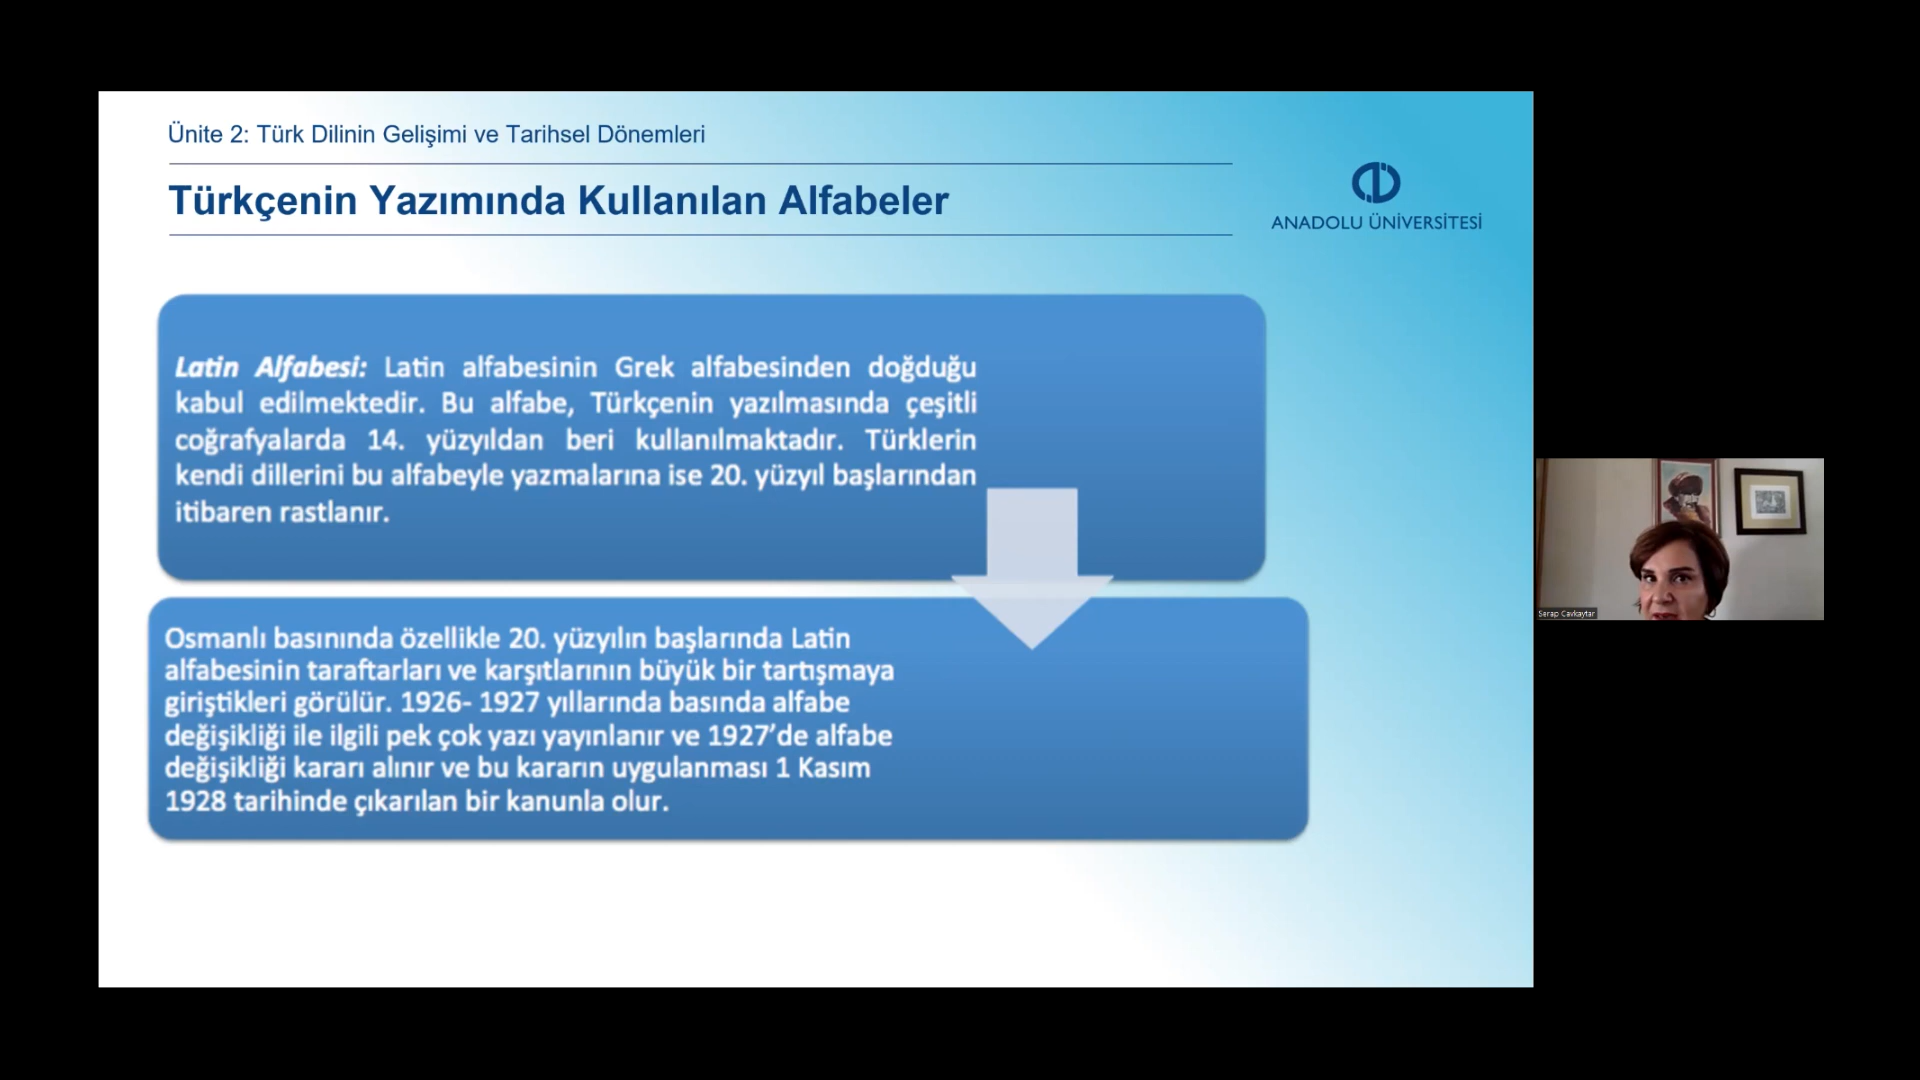 Ünite 2: Türk Dilinin Gelişimi ve Tarihsel Dönemleri
Türkçenin Yazımında Kullanılan Alfabeler
ANADOLU ÜNİVERSİTESİ
Latin Alfabesi: Latin alfabesinin Grek alfabesinden doğduğu
kabul edilmektedir. Bu alfabe, Türkçenin yazılmasında çeşitli
coğrafyalarda 14. yüzyıldan beri kullanılmaktadır. Türklerin
kendi dillerini bu alfabeyle yazmalarına ise 20. yüzyıl başlarından
itibaren rastlanır.
Osmanlı basınında özellikle 20. yüzyılın başlarında Latin
alfabesinin taraftarları ve karşıtlarının büyük bir tartışmaya
giriştikleri görülür. 1926- 1927 yıllarında basında alfabe
değişikliği ile ilgili pek çok yazı yayınlanır ve 1927’de alfabe
değişikliği kararı alınır ve bu kararın uygulanması 1 Kasım
1928 tarihinde çıkarılan bir kanunla olur.
Serap Cavkaytar